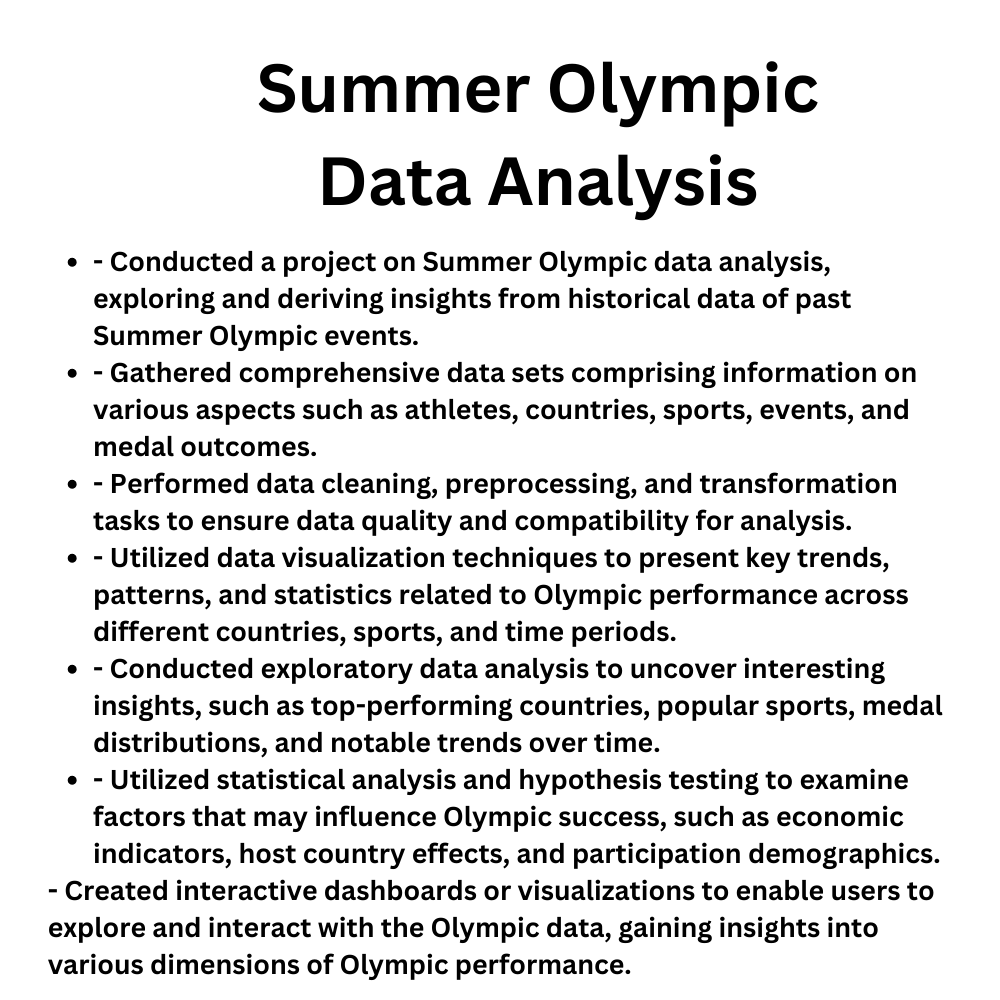 Summer Olympic
Data Analysis
• - Conducted a project on Summer Olympic data analysis,
exploring and deriving insights from historical data of past
Summer Olympic events.
• - Gathered comprehensive data sets comprising information on
various aspects such as athletes, countries, sports, events, and
medal outcomes.
• - Performed data cleaning, preprocessing, and transformation
tasks to ensure data quality and compatibility for analysis.
• - Utilized data visualization techniques to present key trends,
patterns, and statistics related to Olympic performance across
different countries, sports, and time periods.
• - Conducted exploratory data analysis to uncover interesting
insights, such as top-performing countries, popular sports, medal
distributions, and notable trends over time.
• - Utilized statistical analysis and hypothesis testing to examine
factors that may influence Olympic success, such as economic
indicators, host country effects, and participation demographics.
- Created interactive dashboards or visualizations to enable users to
explore and interact with the Olympic data, gaining insights into
various dimensions of Olympic performance.